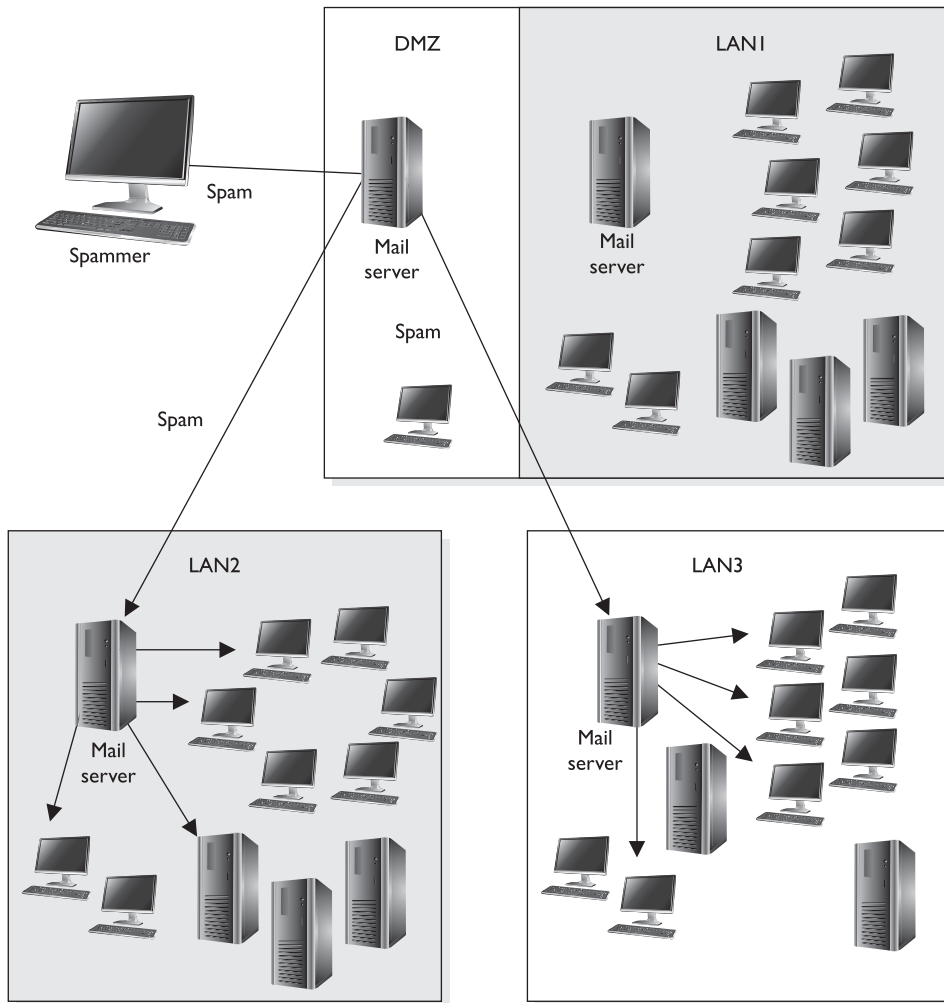 DMZ
LAN1
Spam
Spammer
Mail
server
Mail
server
Spam
Spam
LAN2
LAN3
Mail
server
Mail
server